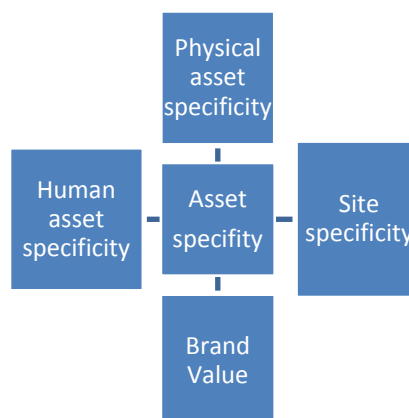 Physical
asset
specificity
Human
asset
specificity
Asset
specifity
Site
specificity
Brand
Value